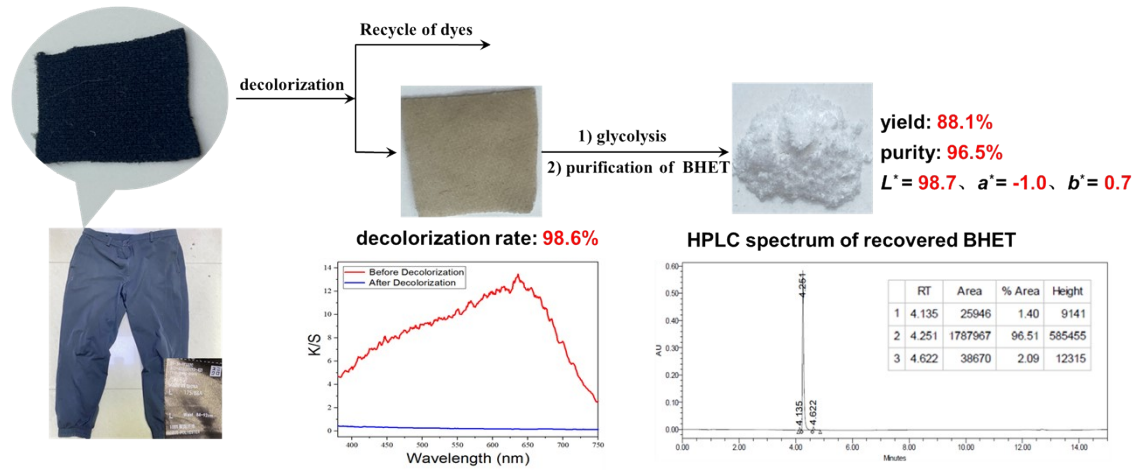 Recycle of dyes
decolorization
1) glycolysis
2) purification of BHET
yield: 88.1%
purity: 96.5%
L* = 98.7、a*= -1.0、b*= 0.7
decolorization rate: 98.6%
HPLC spectrum of recovered BHET
Before Decolorization
After Decolorization
K/S
14
12
10
8
6
4
2
0
400 450 500 550 600 650 700 750
Wavelength (nm)
AU
0.60
0.50
0.40
0.30
0.20
0.10
0.00
4.135
4.251
4.622
RT Area % Area Height
1 4.135 25946 1.40 9141
2 4.251 1787967 96.51 585455
3 4.622 38670 2.09 12315
0.00 2.00 4.00 6.00 8.00 10.00 12.00 14.00
Minutes